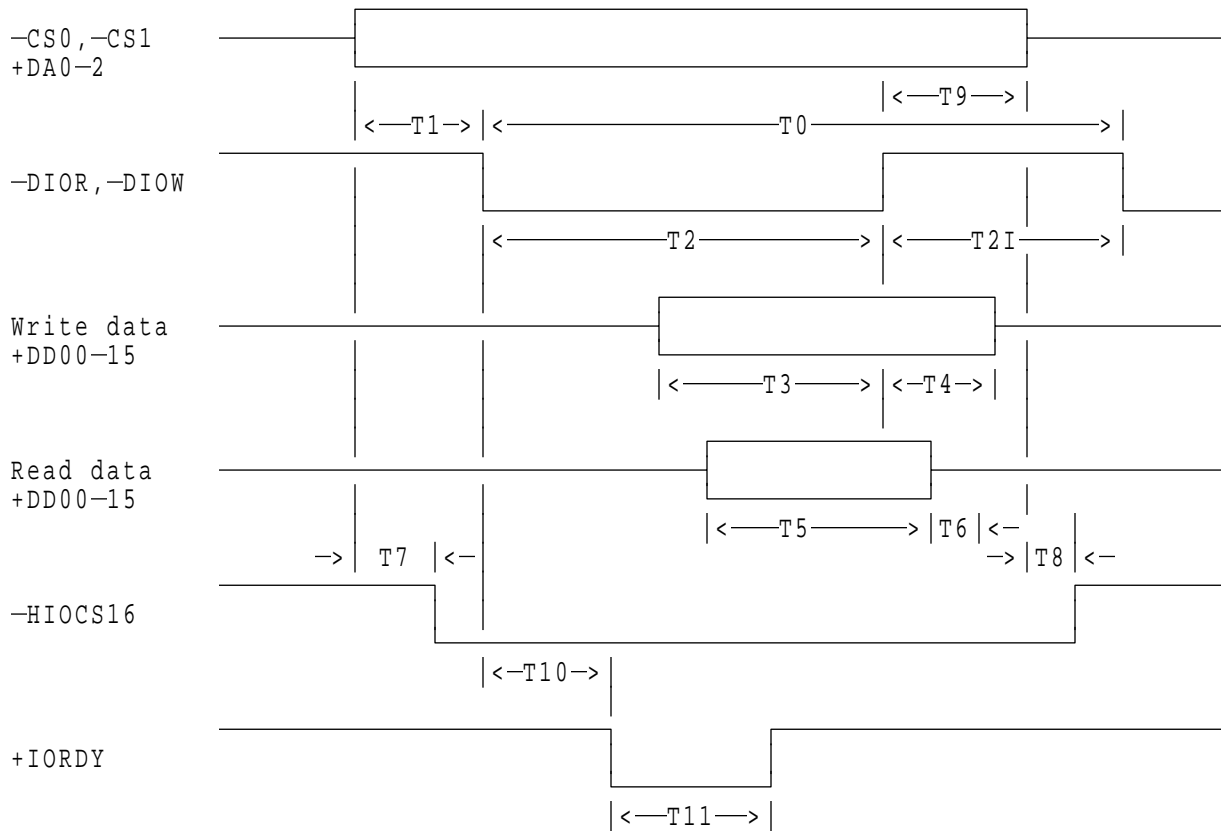 —CS0,—CS1
+DA0—2
T9
T1
T0
—DIOR,—DIOW
T2
T2I
Write data
+DD00—15
T3
T4
Read data
+DD00—15
T5
T6
T7
T8
—HIOCS16
T10
+IORDY
T11